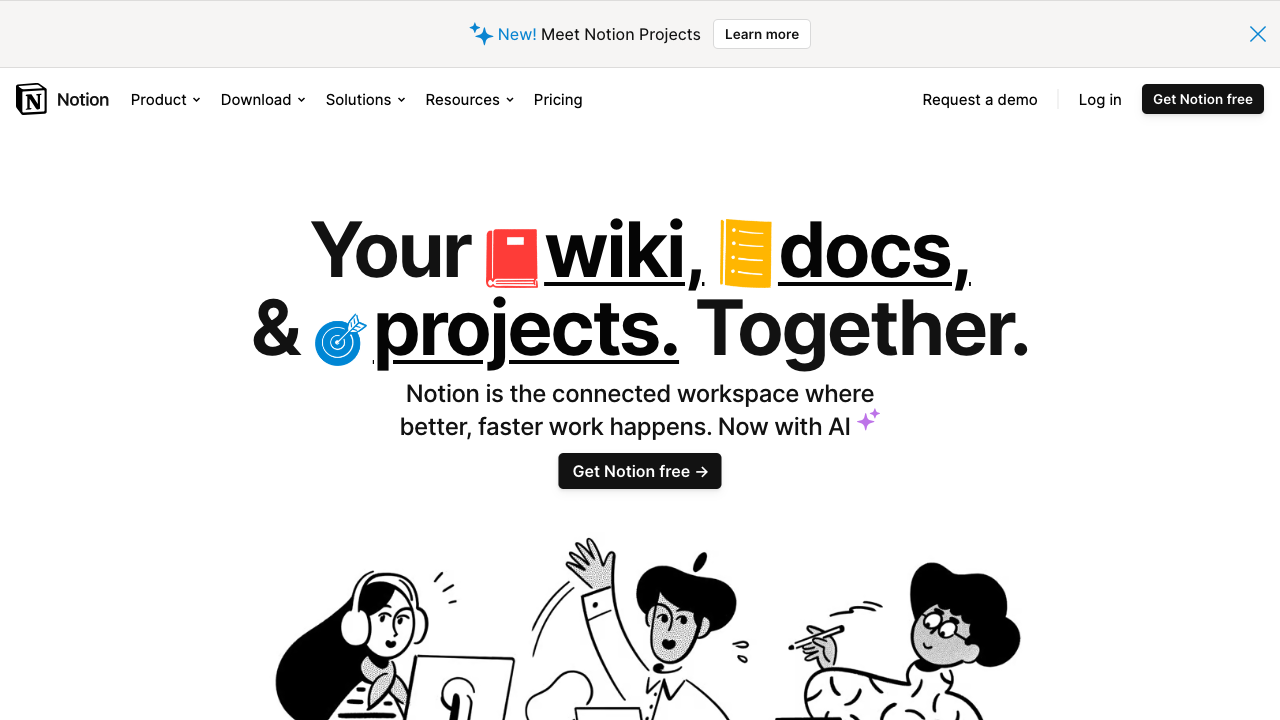 New! Meet Notion Projects Learn more
Notion Product Download Solutions Resources Pricing Request a demo Log in Get Notion free
Your wiki, docs,
& projects. Together.
Notion is the connected workspace where
better, faster work happens. Now with AI
Get Notion free →